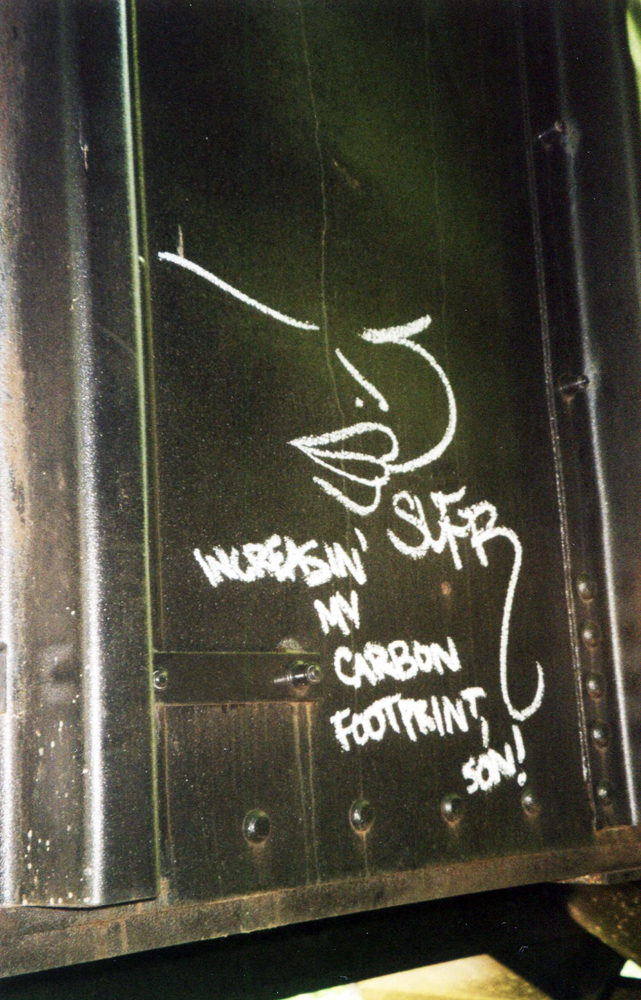 SUFR
INCREASIN'
MY
CARBON
FOOTPRINT,
SON!